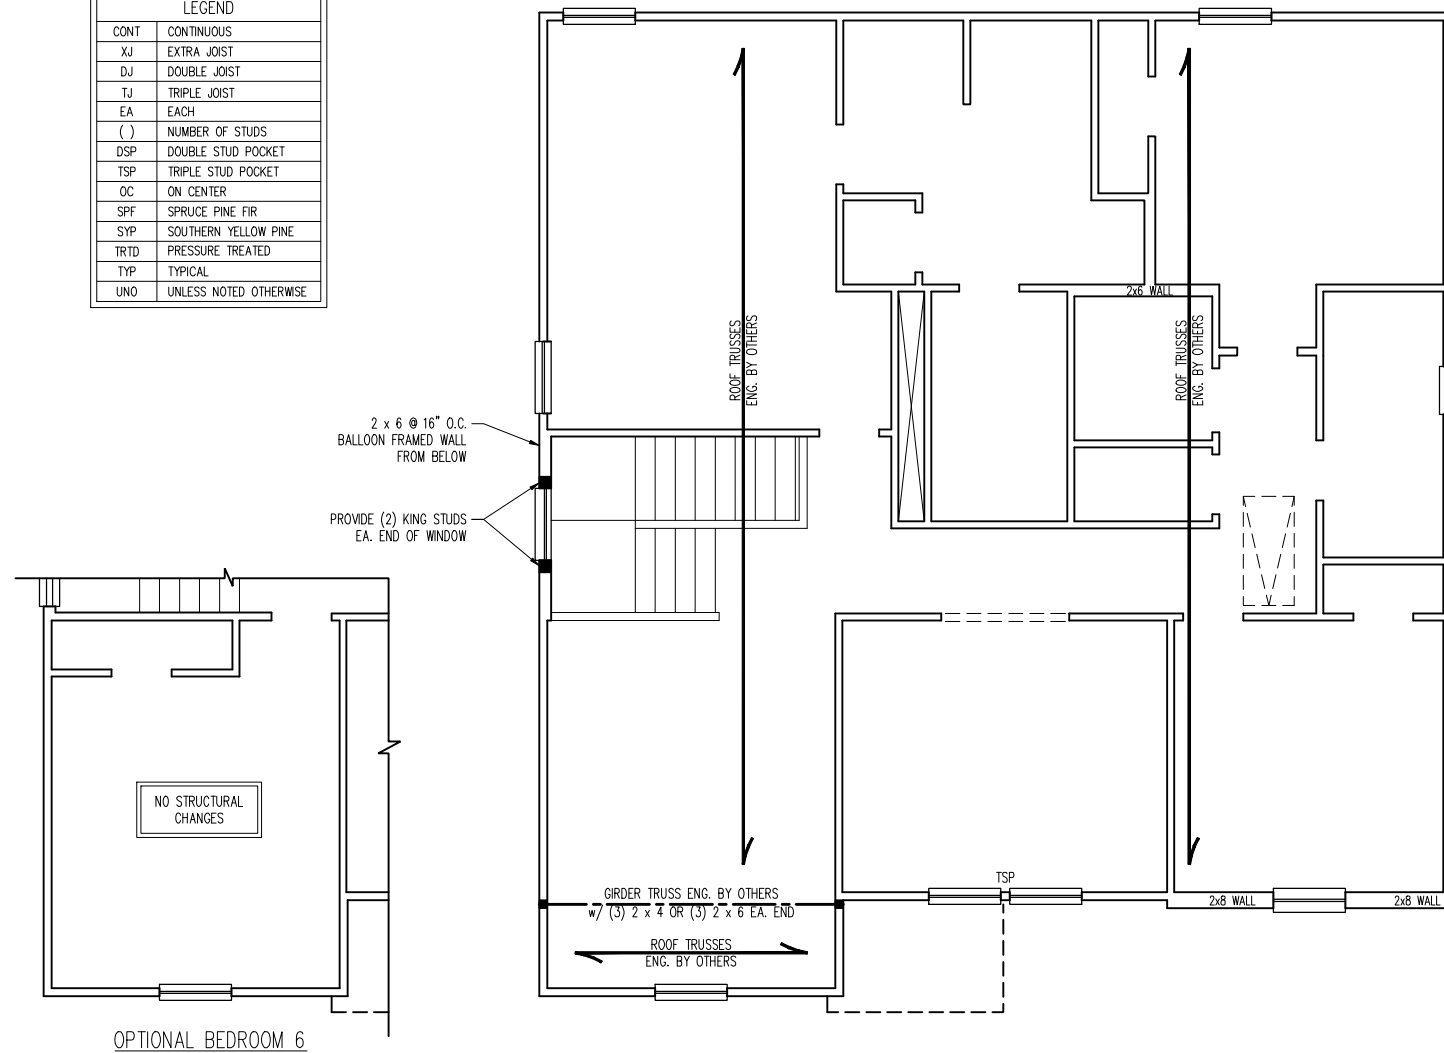 LEGEND
CONT CONTINUOUS
XJ EXTRA JOIST
DJ DOUBLE JOIST
TJ TRIPLE JOIST
EA EACH
( ) NUMBER OF STUDS
DSP DOUBLE STUD POCKET
TSP TRIPLE STUD POCKET
OC ON CENTER
SPF SPRUCE PINE FIR
SYP SOUTHERN YELLOW PINE
TRTD PRESSURE TREATED
TYP TYPICAL
UNO UNLESS NOTED OTHERWISE
2x6 WALL
ROOF TRUSSES
ENG. BY OTHERS
ROOF TRUSSES
ENG. BY OTHERS
2 x 6 @ 16" O.C.
BALLOON FRAMED WALL
FROM BELOW
PROVIDE (2) KING STUDS
EA. END OF WINDOW
NO STRUCTURAL
CHANGES
TSP
GIRDER TRUSS ENG. BY OTHERS
w/ (3) 2 x 4 OR (3) 2 x 6 EA. END
2x8 WALL
2x8 WALL
ROOF TRUSSES
ENG. BY OTHERS
OPTIONAL BEDROOM 6